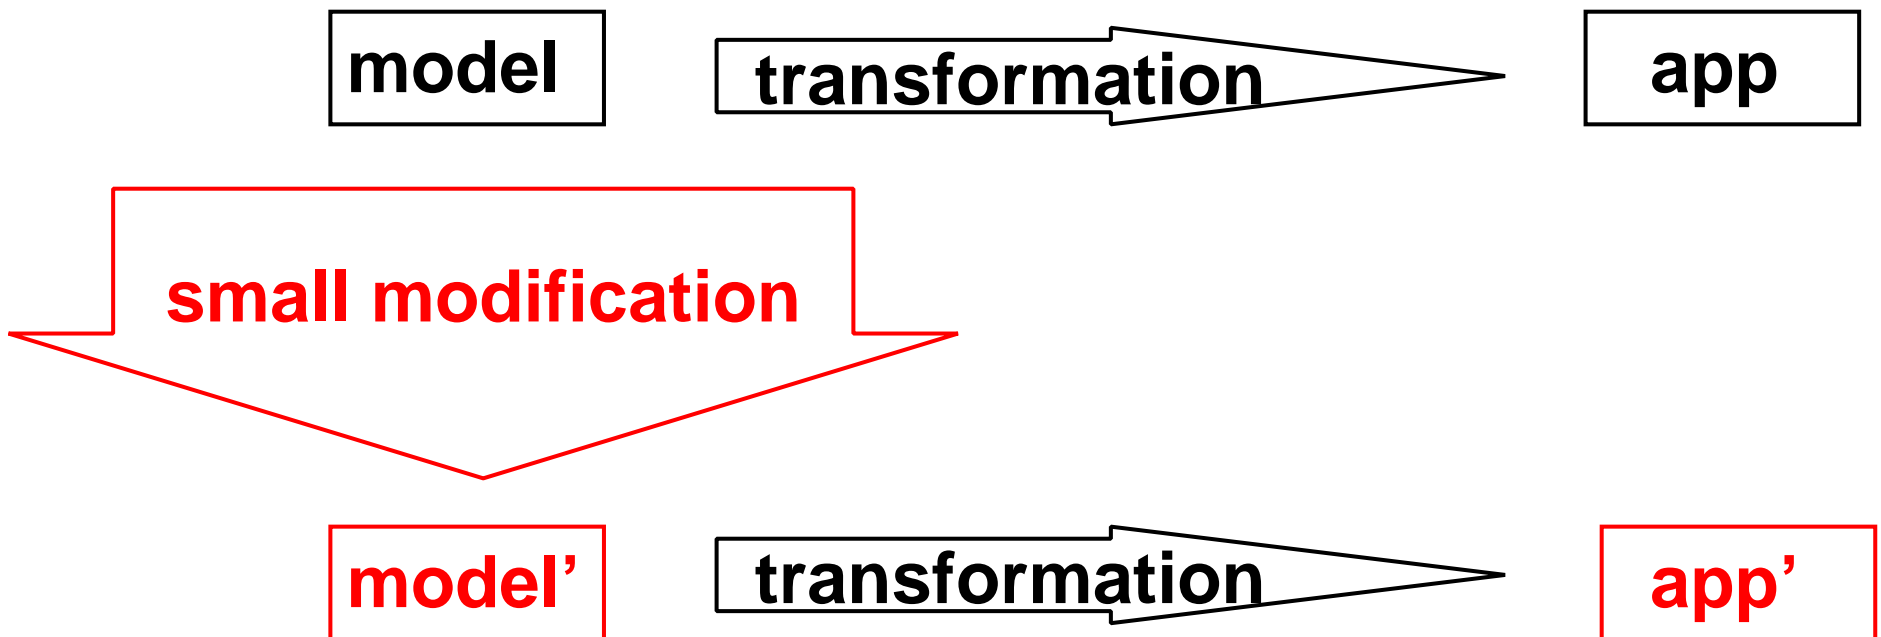 model transformation app
small modification
model’ transformation app’